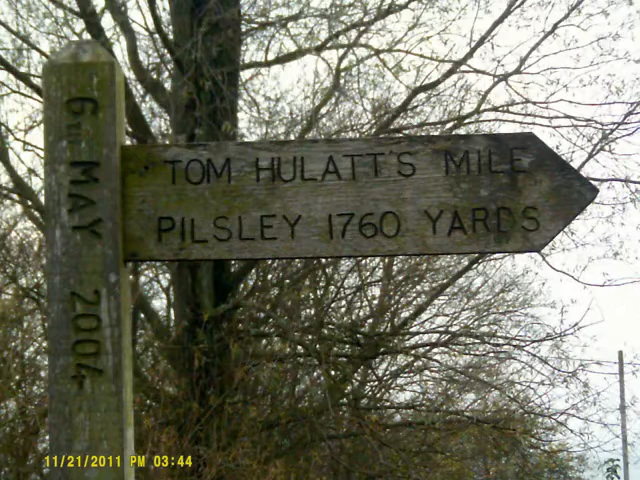 TOM HULATT'S MILE
PILSLEY 1760 YARDS
6TH MAY 2004
11/21/2011 PM 03:44